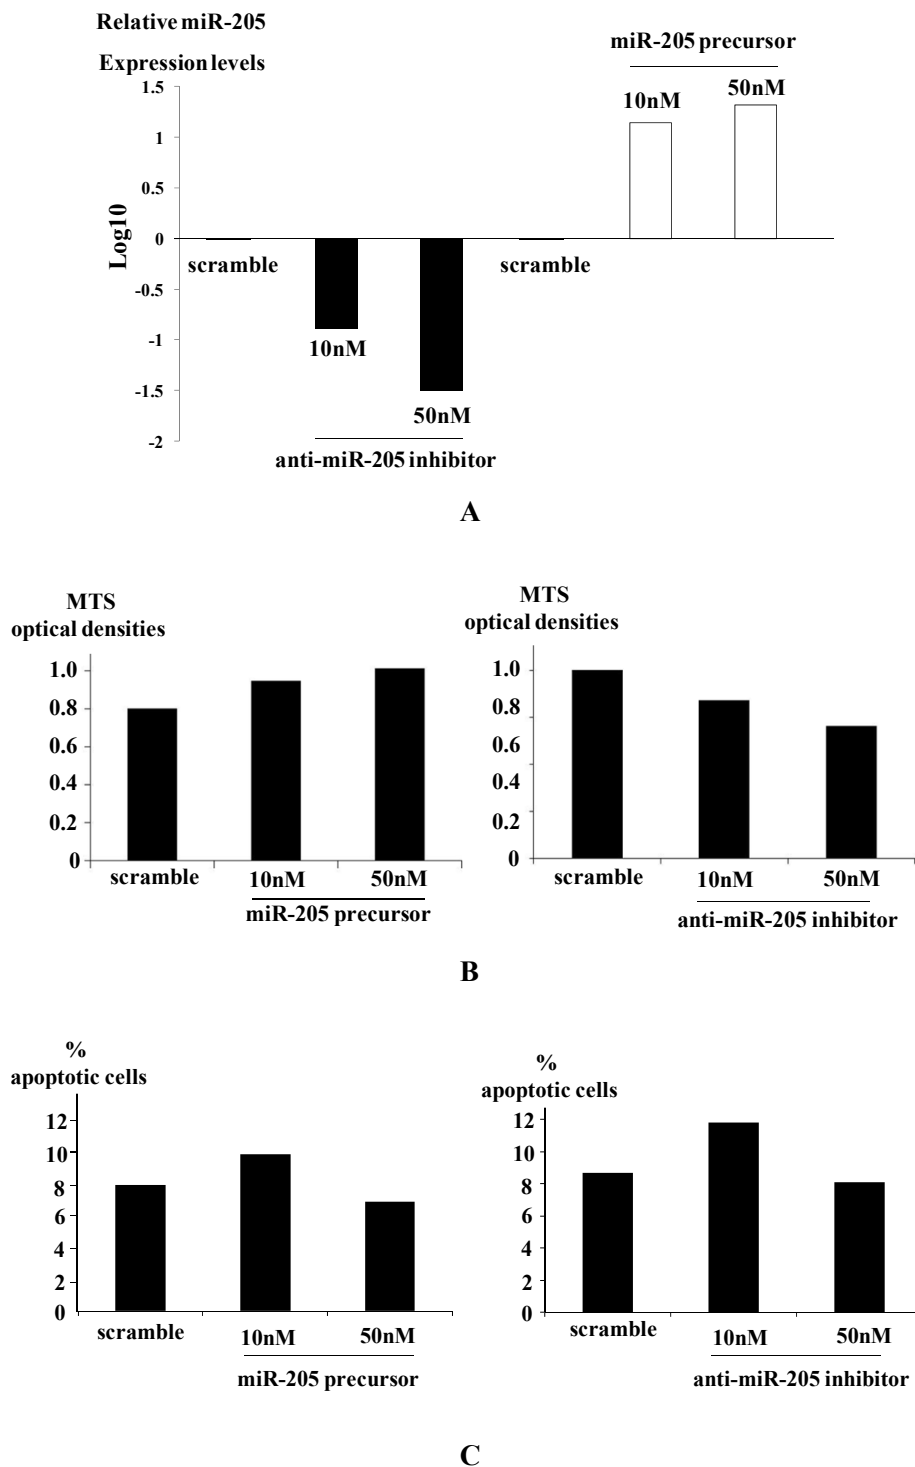 Relative miR-205
Expression levels
miR-205 precursor
10nM
50nM
1.5
1
0.5
0
-0.5
-1
-1.5
-2
Log10
scramble
scramble
10nM
50nM
anti-miR-205 inhibitor
A
MTS
optical densities
1.0
0.8
0.6
0.4
0.2
0
scramble
10nM
50nM
miR-205 precursor
MTS
optical densities
1.0
0.8
0.6
0.4
0.2
0
scramble
10nM
50nM
anti-miR-205 inhibitor
B
%
apoptotic cells
12
10
8
6
4
2
0
scramble
10nM
50nM
miR-205 precursor
%
apoptotic cells
12
10
8
6
4
2
0
scramble
10nM
50nM
anti-miR-205 inhibitor
C